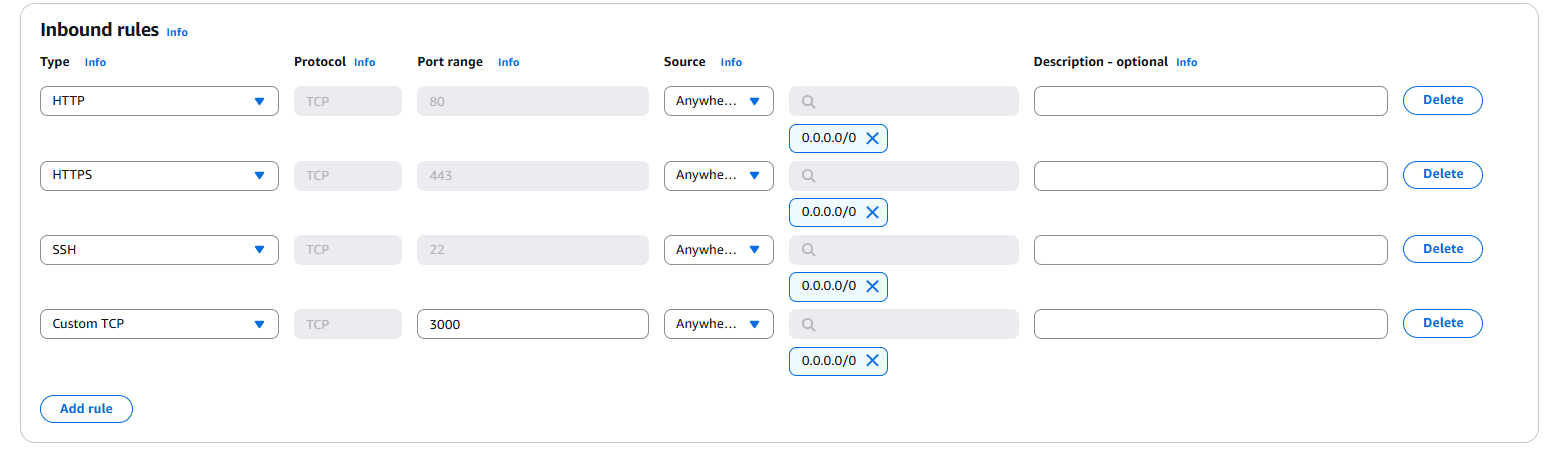 Inbound rules Info
Type Info Protocol Info Port range Info Source Info Description - optional Info
HTTP TCP 80 Anywhe... Delete
0.0.0.0/0
HTTPS TCP 443 Anywhe... Delete
0.0.0.0/0
SSH TCP 22 Anywhe... Delete
0.0.0.0/0
Custom TCP TCP 3000 Anywhe... Delete
0.0.0.0/0
Add rule